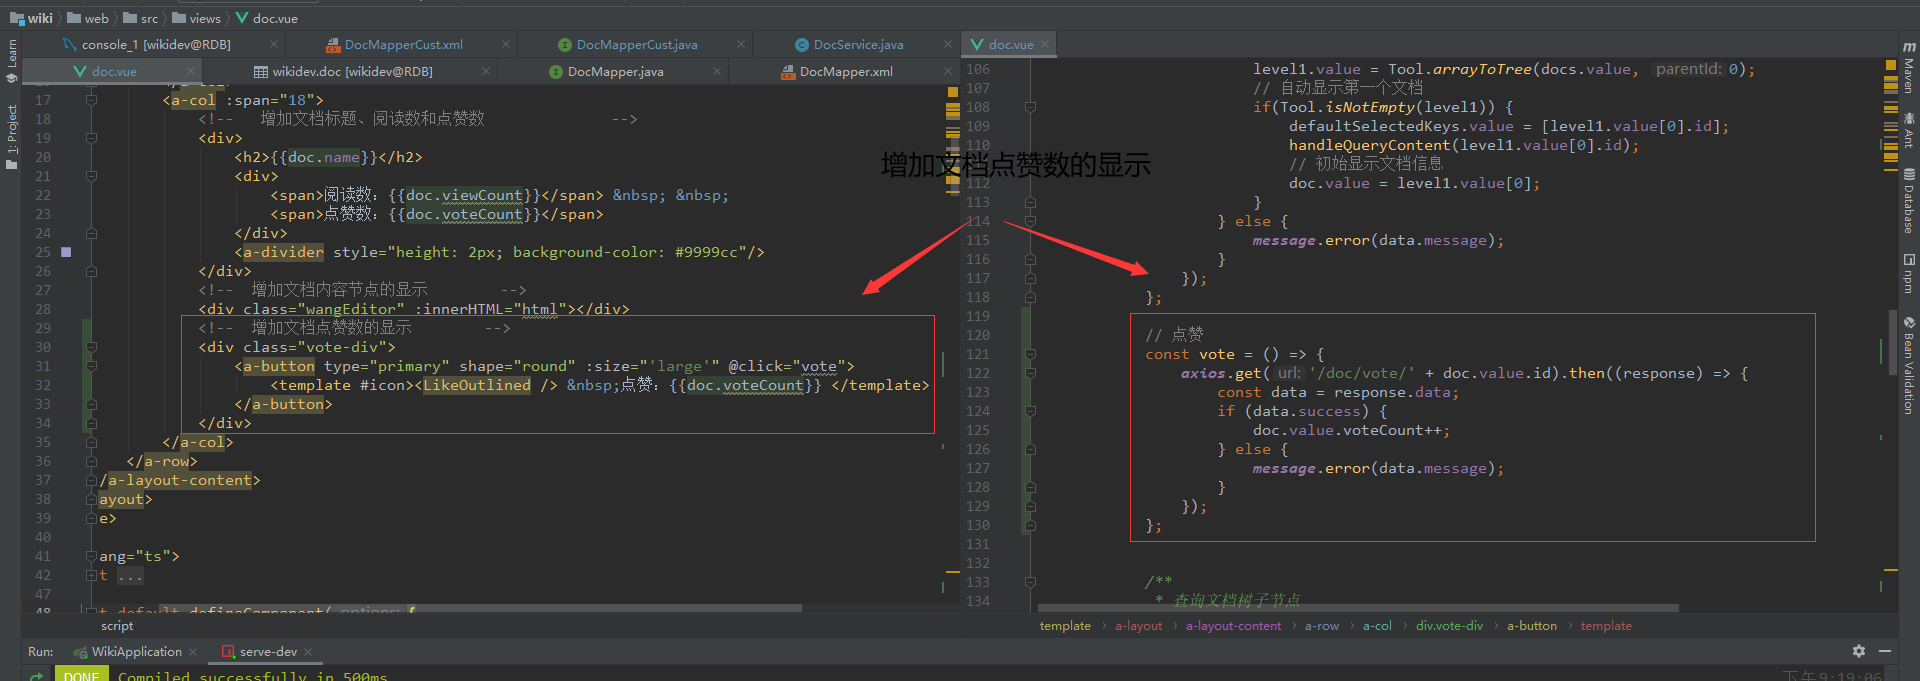 wiki web src views doc.vue
console_1 [wikidev@RDB] DocMapperCust.xml DocMapperCust.java DocService.java
doc.vue wikidev.doc [wikidev@RDB] DocMapper.java DocMapper.xml
Learn
1: Project
17 <a-col :span="18">
18 <!-- 增加文档标题、阅读数和点赞数 -->
19 <div>
20 <h2>{{doc.name}}</h2>
21 <div>
22 <span>阅读数: {{doc.viewCount}}</span> &nbsp; &nbsp;
23 <span>点赞数: {{doc.voteCount}}</span>
24 </div>
25 <a-divider style="height: 2px; background-color: #9999cc"/>
26 </div>
27 <!-- 增加文档内容节点的显示 -->
28 <div class="wangEditor" :innerHTML="html"></div>
29 <!-- 增加文档点赞数的显示 -->
30 <div class="vote-div">
31 <a-button type="primary" shape="round" :size="'large'" @click="vote">
32 <template #icon><LikeOutlined /> &nbsp;点赞: {{doc.voteCount}} </template>
33 </a-button>
34 </div>
35 </a-col>
36 </a-row>
37 /a-layout-content>
38 ayout>
39 e>
40
41 ang="ts">
42 t ...
47
48 t default defineComponent( options: {
script
增加文档点赞数的显示
doc.vue
106 level1.value = Tool.arrayToTree(docs.value, parentId: 0);
107 // 自动显示第一个文档
108 if(Tool.isNotEmpty(level1)) {
109 defaultSelectedKeys.value = [level1.value[0].id];
110 handleQueryContent(level1.value[0].id);
// 初始显示文档信息
112 doc.value = level1.value[0];
113 }
114 } else {
115 message.error(data.message);
116 }
117 });
118 };
119
120 // 点赞
121 const vote = () => {
122 axios.get( url: '/doc/vote/' + doc.value.id).then((response) => {
123 const data = response.data;
124 if (data.success) {
125 doc.value.voteCount++;
126 } else {
127 message.error(data.message);
128 }
129 });
130 };
131
132
133 /**
134 * 查询文档树子节点
template a-layout a-layout-content a-row a-col div.vote-div a-button template
m Maven
Ant
Database
npm
Bean Validation
Run: WikiApplication serve-dev
DONE Compiled successfully in 500ms
下午9:19:06